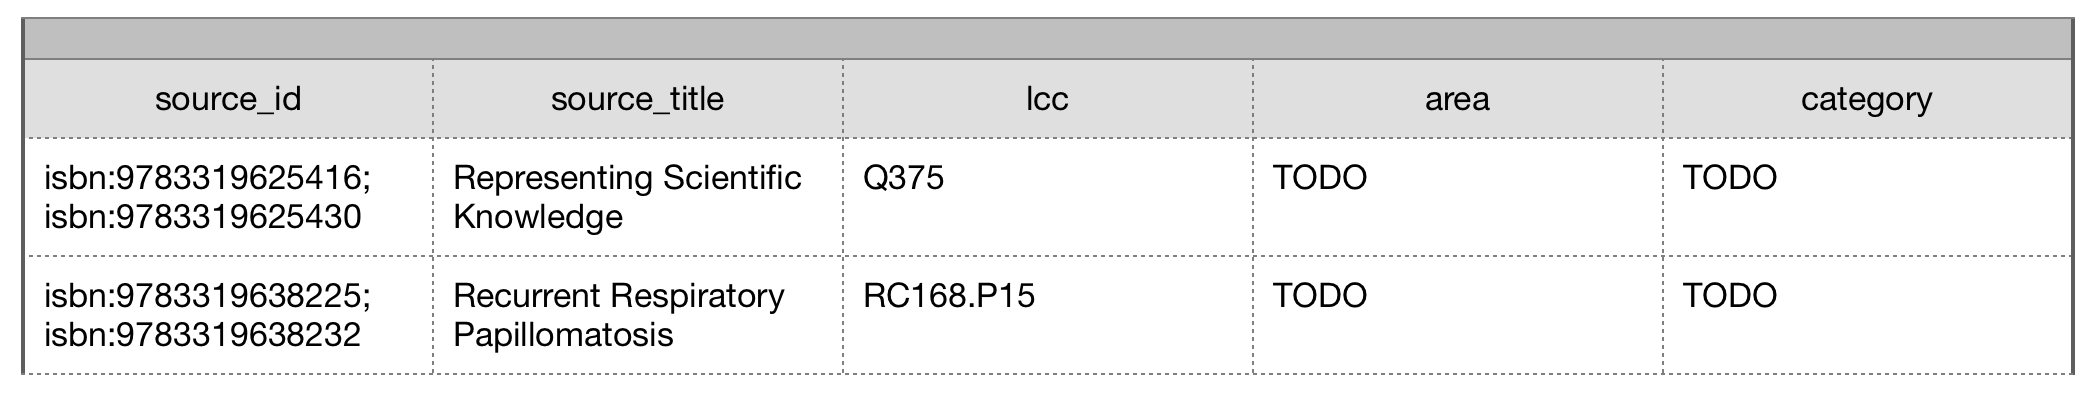 source_id source_title lcc area category
isbn:9783319625416; Representing Scientific Q375 TODO TODO
isbn:9783319625430 Knowledge
isbn:9783319638225; Recurrent Respiratory RC168.P15 TODO TODO
isbn:9783319638232 Papillomatosis